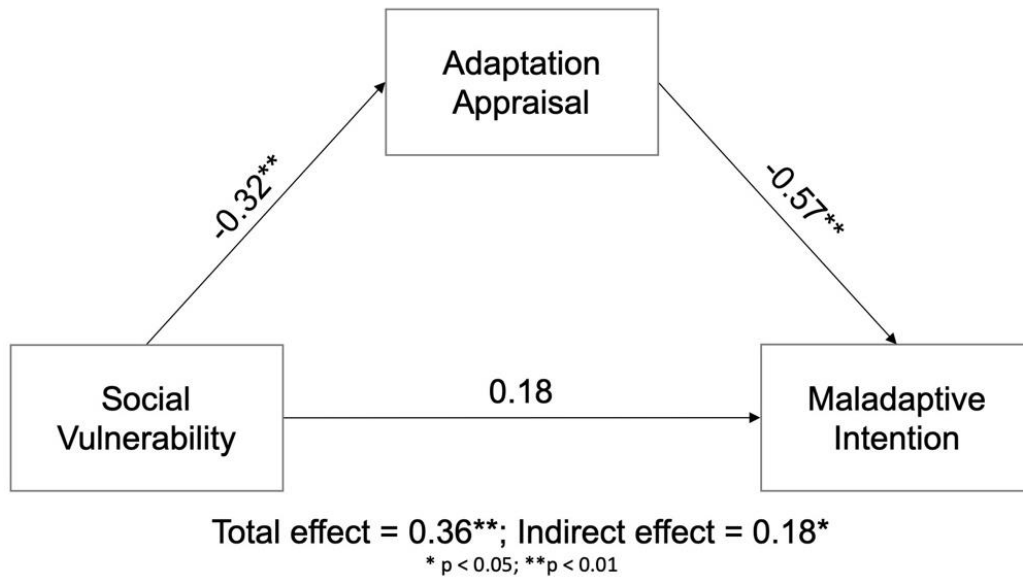 Adaptation
Appraisal
-0.32**
-0.57**
Social
Vulnerability
0.18
Maladaptive
Intention
Total effect = 0.36**; Indirect effect = 0.18*
* p < 0.05; **p < 0.01